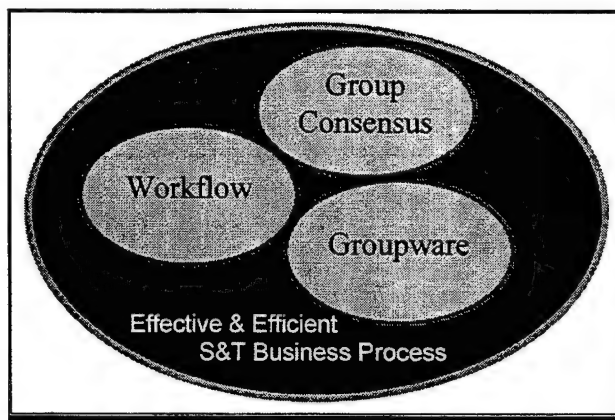 Group
Consensus
Workflow
Groupware
Effective & Efficient
S&T Business Process